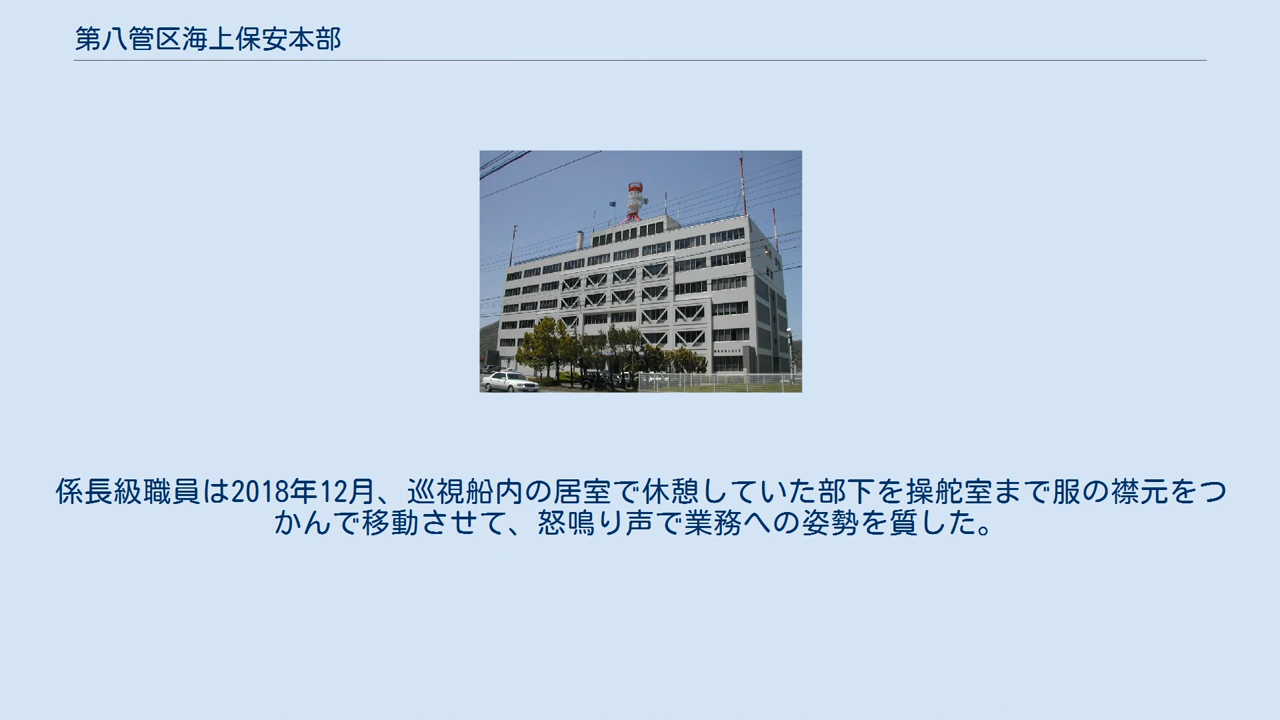 第八管区海上保安本部
係長級職員は2018年12月、巡視船内の居室で休憩していた部下を操舵室まで服の襟元をつ
かんで移動させて、怒鳴り声で業務への姿勢を質した。